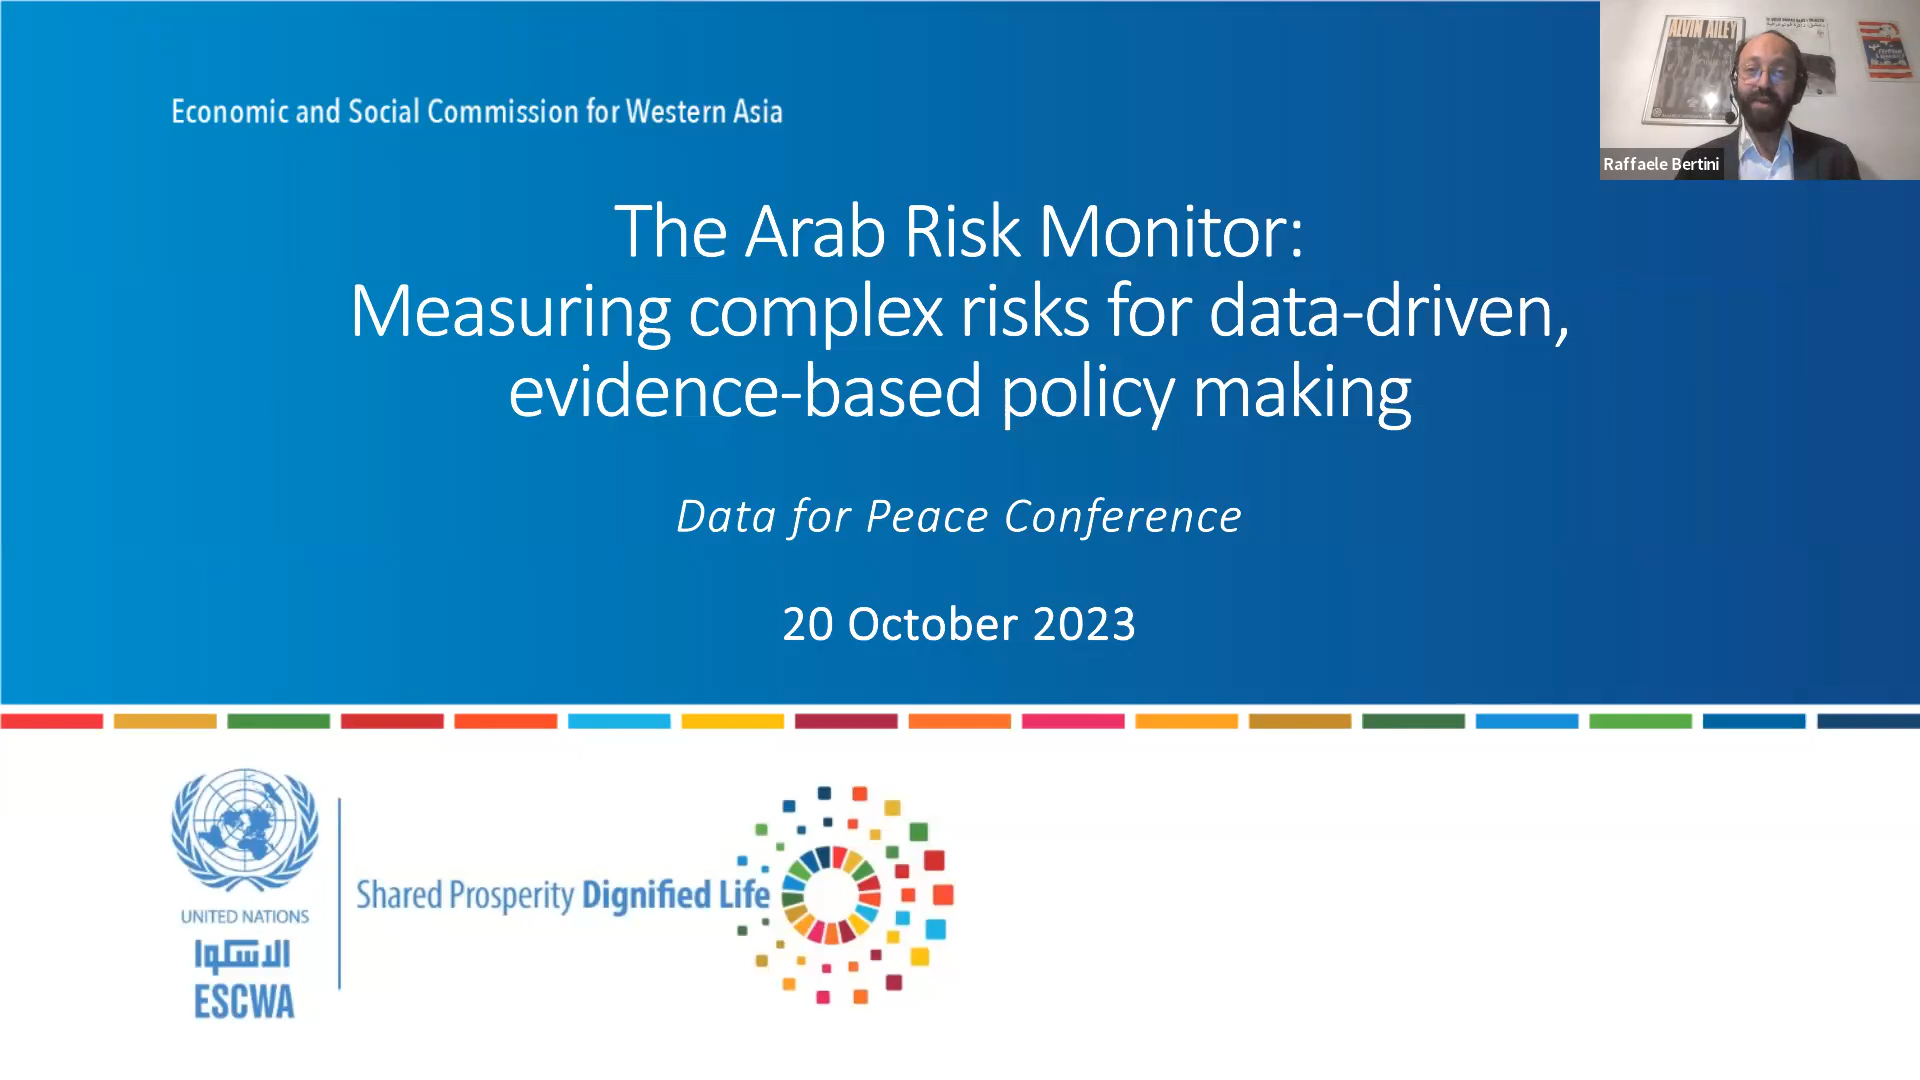 Economic and Social Commission for Western Asia
ALVIN AILEY
Raffaele Bertini
The Arab Risk Monitor:
Measuring complex risks for data-driven,
evidence-based policy making
Data for Peace Conference
20 October 2023
Shared Prosperity Dignified Life
UNITED NATIONS
الاسكوا
ESCWA